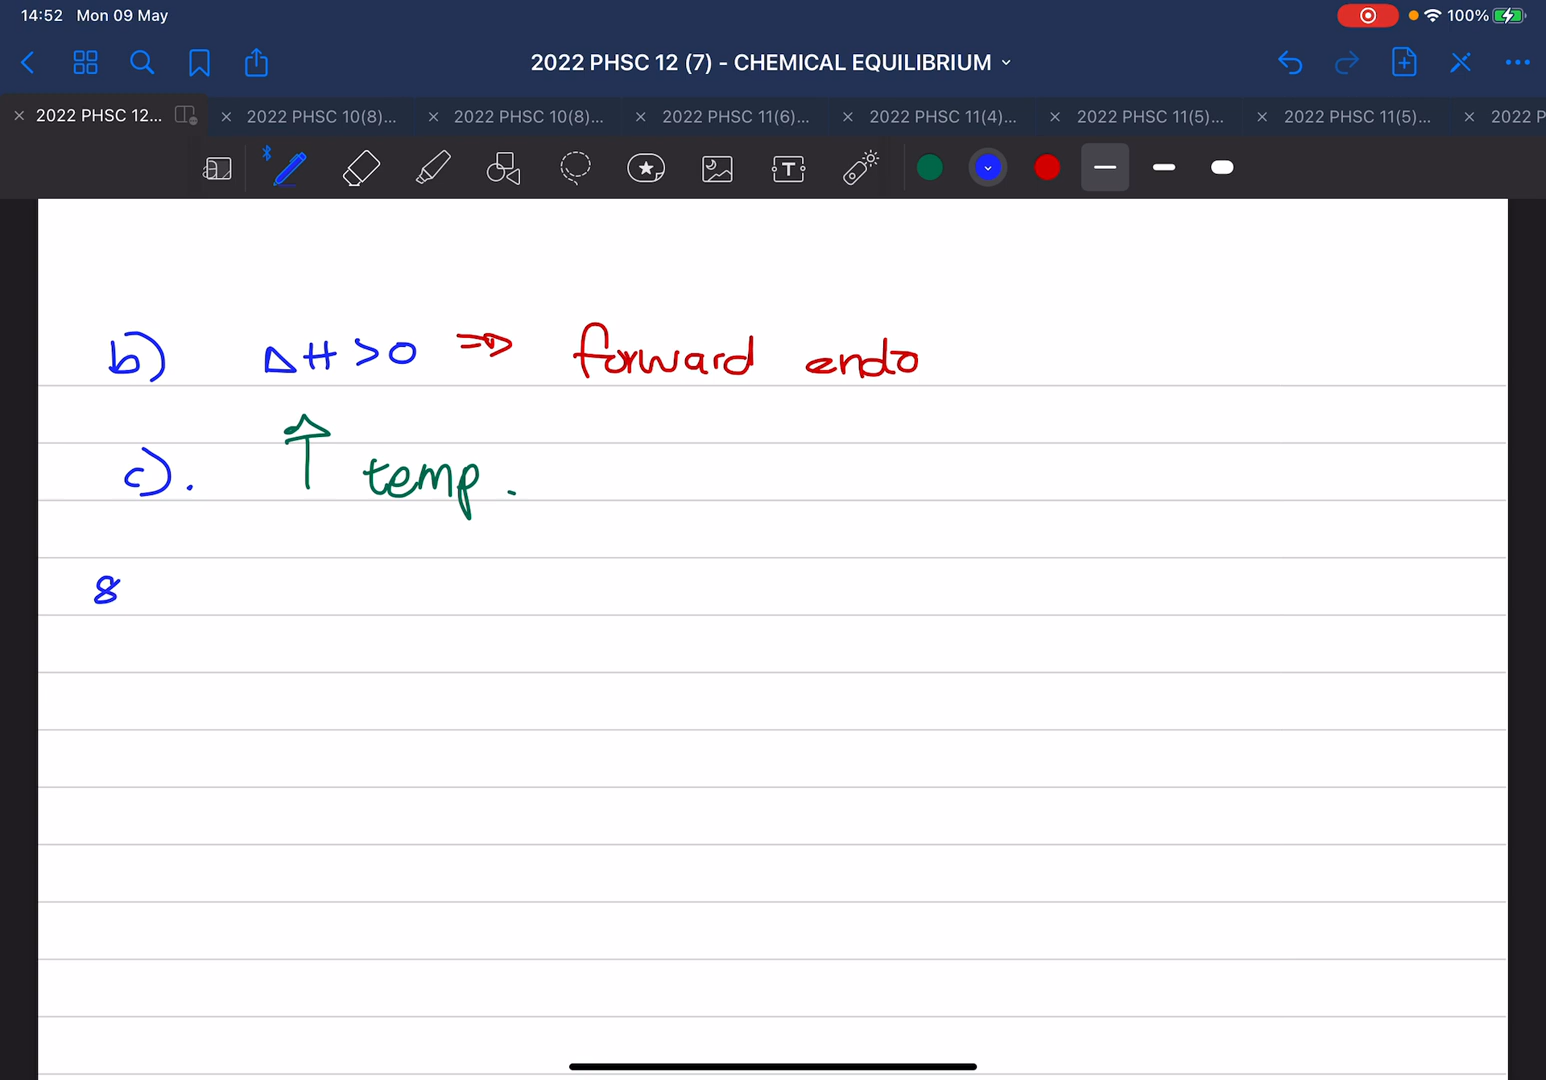 14:52 Mon 09 May 100%
2022 PHSC 12 (7) - CHEMICAL EQUILIBRIUM
2022 PHSC 12... 2022 PHSC 10(8)... 2022 PHSC 10(8)... 2022 PHSC 11(6)... 2022 PHSC 11(4)... 2022 PHSC 11(5)... 2022 PHSC 11(5)... 2022 P
T
b) ΔH > 0 ⇒ forward endo
c). ↑ temp.
8